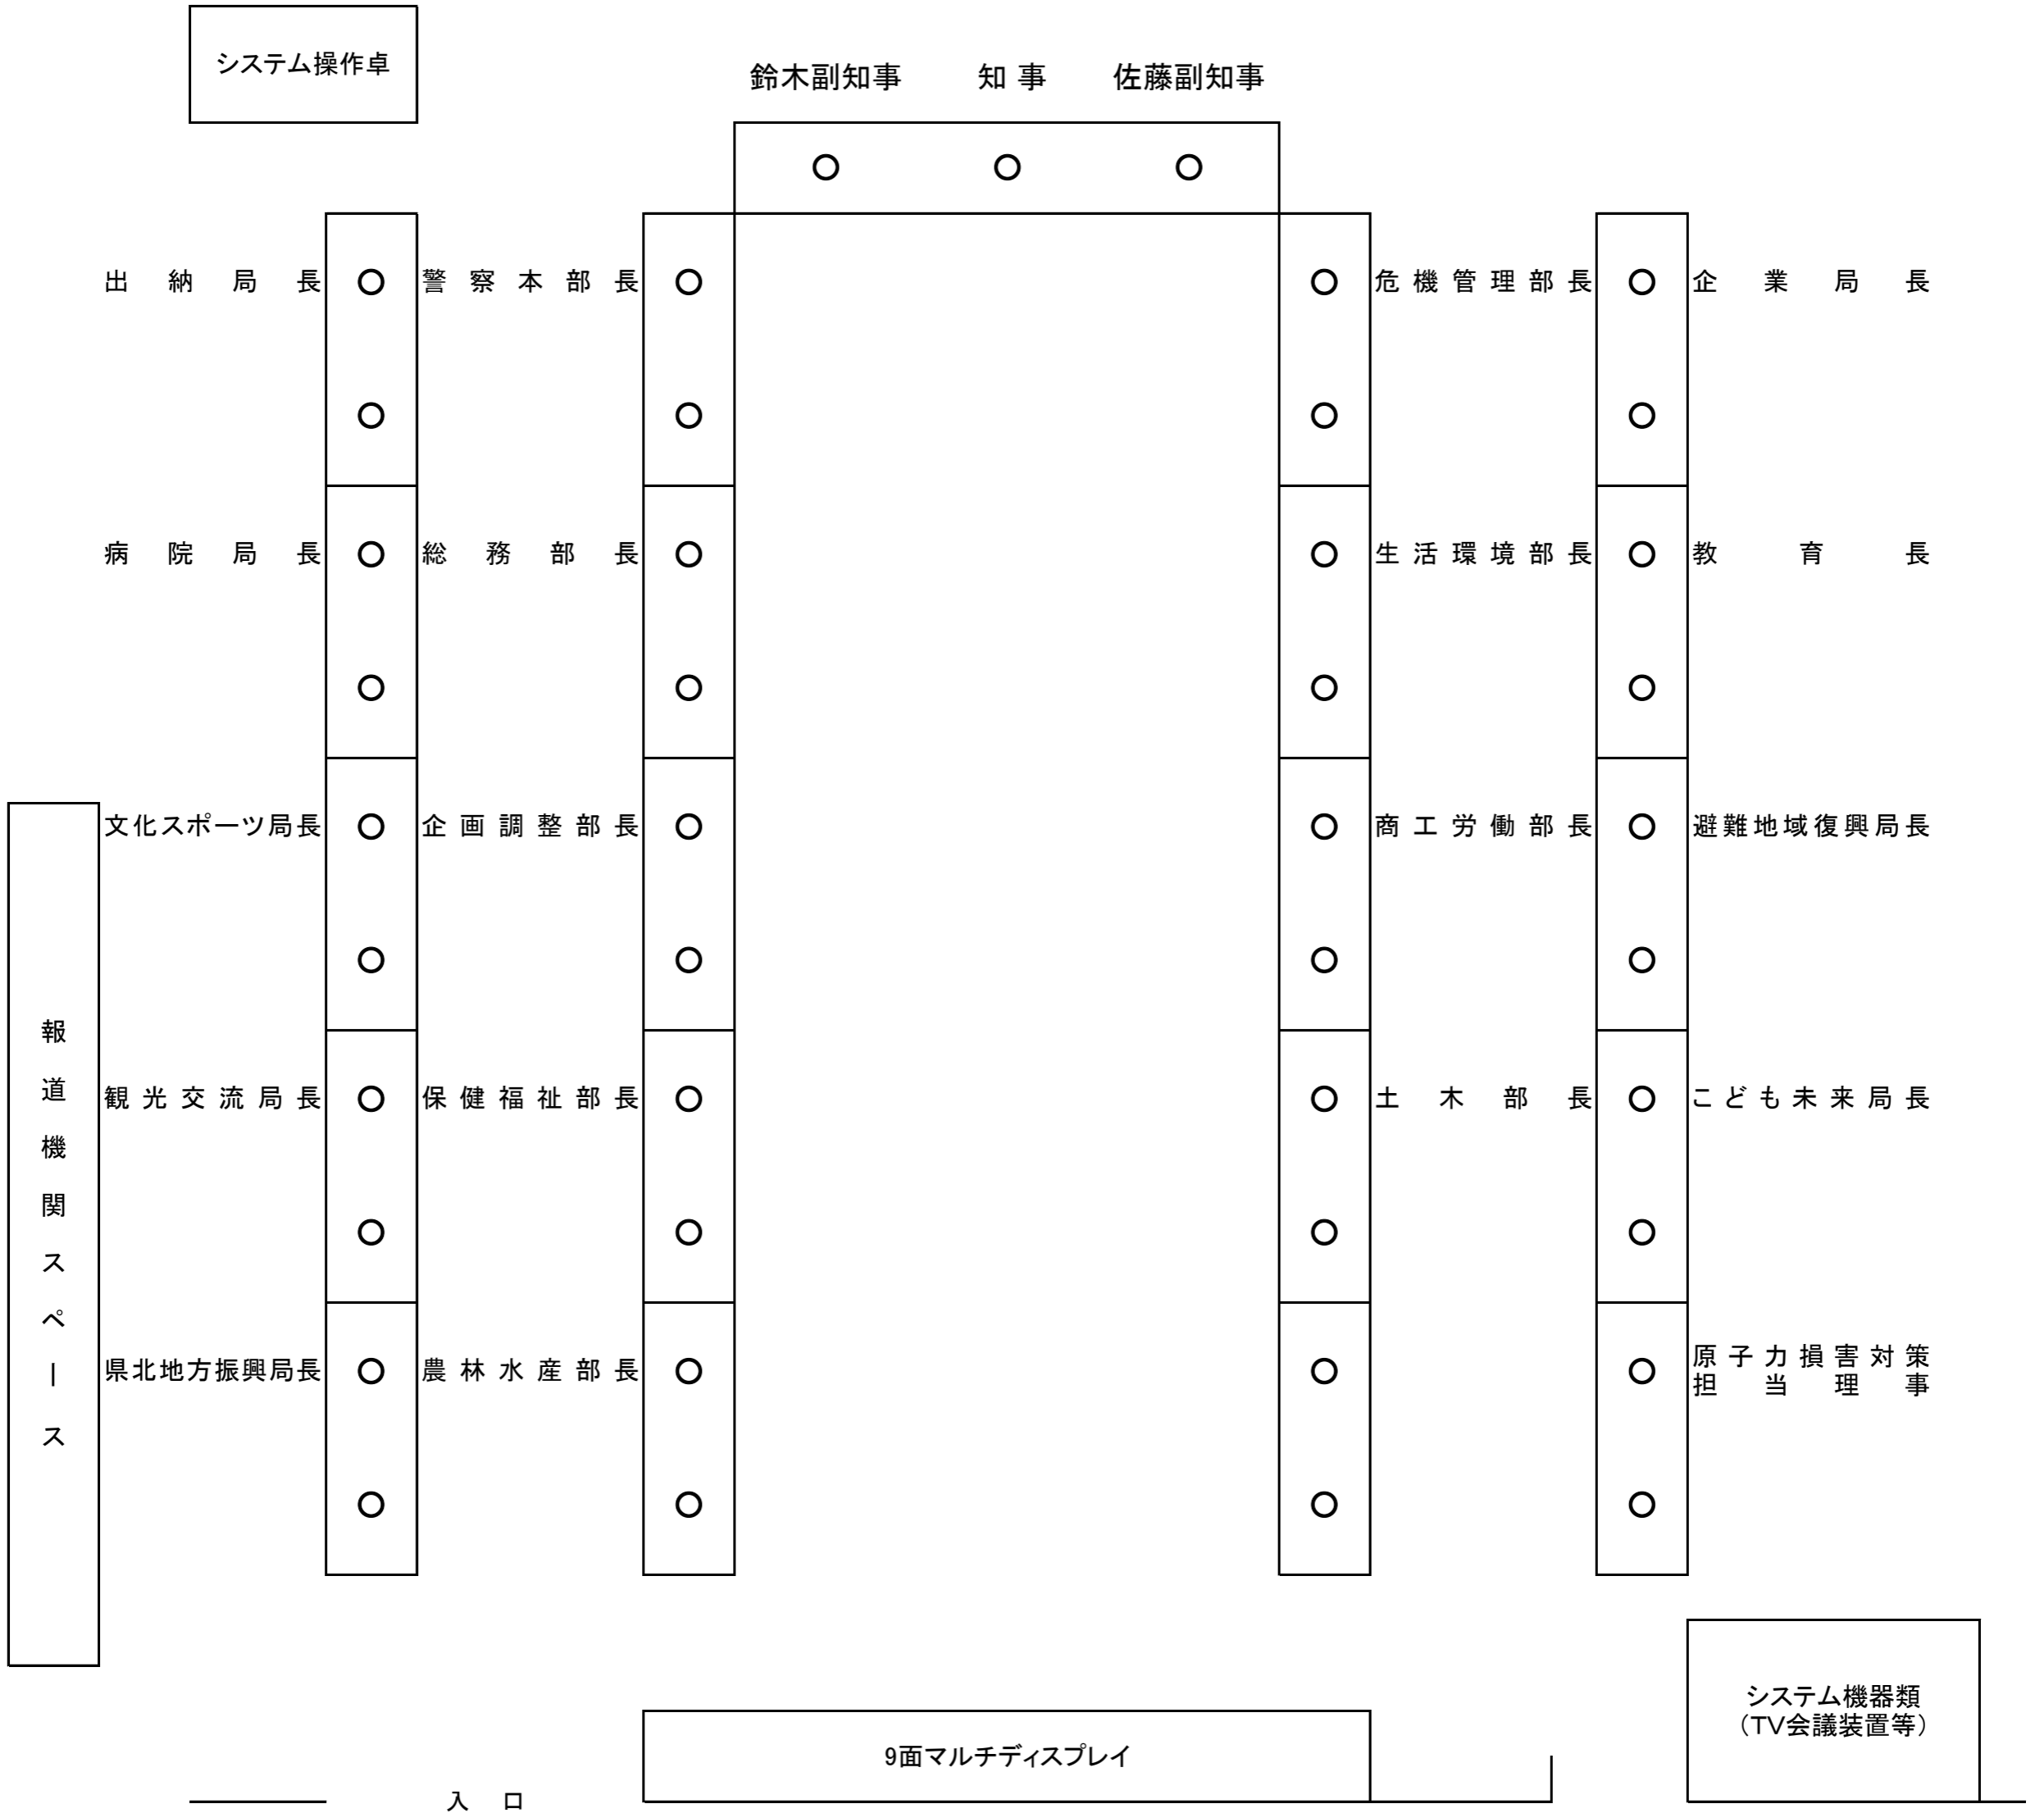 システム操作卓
鈴木副知事 知事 佐藤副知事
出納局長 警察本部長 危機管理部長 企業局長
病院局長 総務部長 生活環境部長 教育長
文化スポーツ局長 企画調整部長 商工労働部長 避難地域復興局長
観光交流局長 保健福祉部長 土木部長 こども未来局長
県北地方振興局長 農林水産部長 原子力損害対策
担当理事
報道機関スペース
システム機器類
（TV会議装置等）
9面マルチディスプレイ
入口